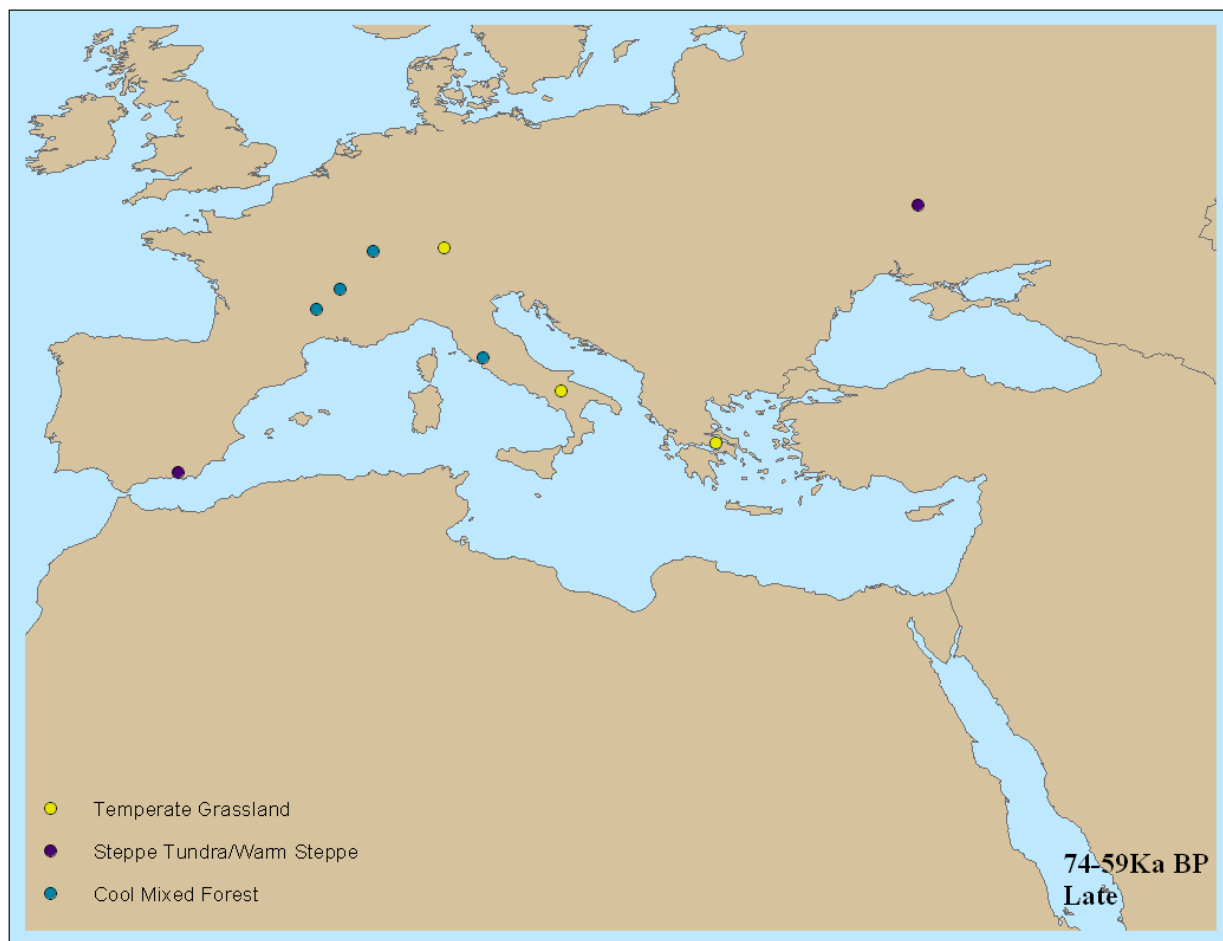 Temperate Grassland
Steppe Tundra/Warm Steppe
Cool Mixed Forest
74-59Ka BP
Late